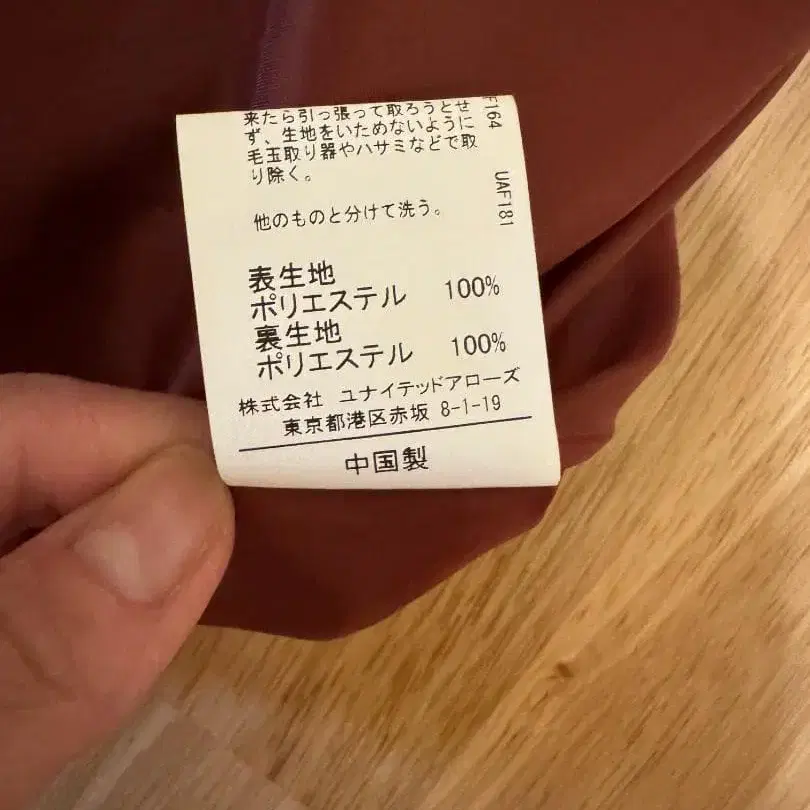 来たら引っ張って取ろうとせ
ず、生地をいためないように
毛玉取り器やハサミなどで取
り除く。
他のものと分けて洗う。
F164
UAF181
表生地
ポリエステル 100%
裏生地
ポリエステル 100%
株式会社 ユナイテッドアローズ
東京都港区赤坂 8-1-19
中国製